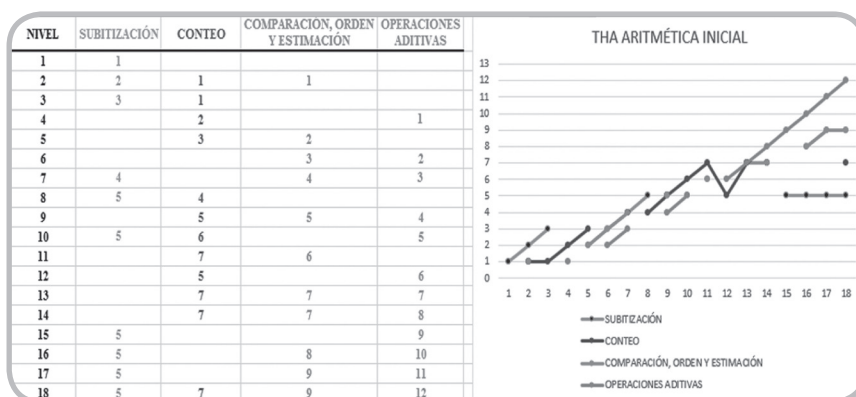 NIVEL SUBITIZACIÓN CONTEO COMPARACIÓN, ORDEN Y ESTIMACIÓN OPERACIONES ADITIVAS
1 1
2 2 1 1
3 3 1
4 2 1
5 3 2
6 3 2
7 4 4 3
8 5 4
9 5 5 4
10 5 6 5
11 7 6
12 5 6
13 7 7 7
14 7 7 8
15 5 9
16 5 8 10
17 5 9 11
18 5 7 9 12
THA ARITMÉTICA INICIAL
13
12
11
10
9
8
7
6
5
4
3
2
1
0
1 2 3 4 5 6 7 8 9 10 11 12 13 14 15 16 17 18
SUBITIZACIÓN
CONTEO
COMPARACIÓN, ORDEN Y ESTIMACIÓN
OPERACIONES ADITIVAS